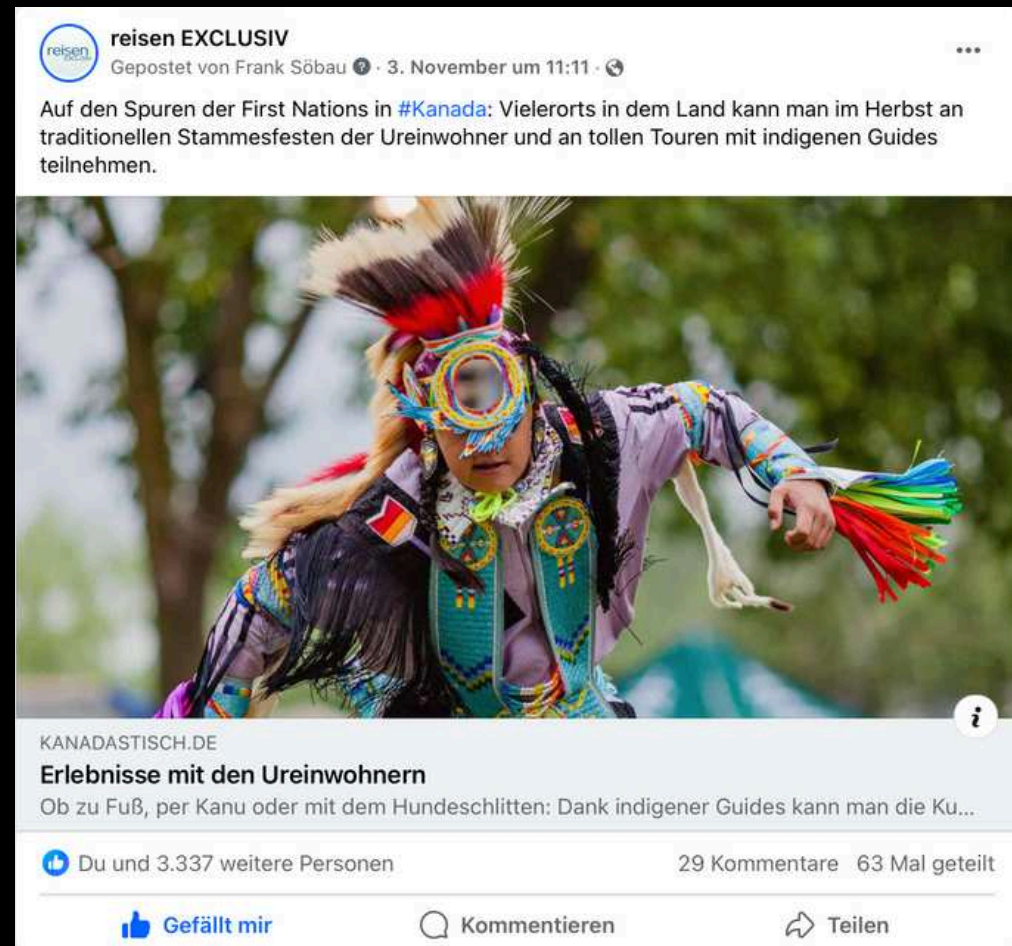 reisen EXCLUSIV
reisen
EXCLUSIV
Gepostet von Frank Söbau · 3. November um 11:11 ·
Auf den Spuren der First Nations in #Kanada: Vielerorts in dem Land kann man im Herbst an
traditionellen Stammesfesten der Ureinwohner und an tollen Touren mit indigenen Guides
teilnehmen.
KANADASTISCH.DE
Erlebnisse mit den Ureinwohnern
Ob zu Fuß, per Kanu oder mit dem Hundeschlitten: Dank indigener Guides kann man die Ku...
Du und 3.337 weitere Personen
29 Kommentare 63 Mal geteilt
Gefällt mir
Kommentieren
Teilen